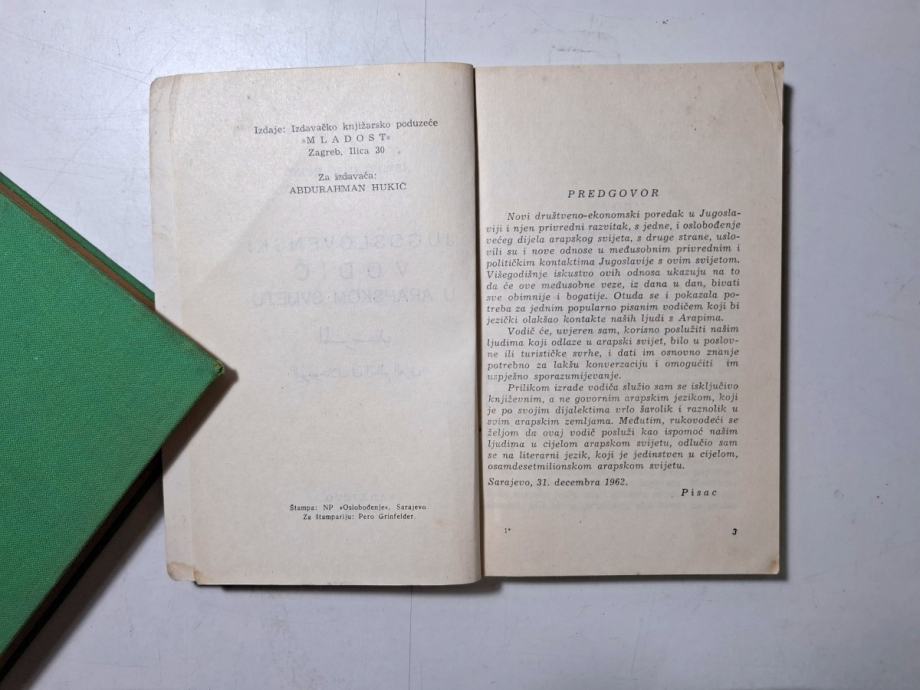 Izdaje: Izdavačko knjižarsko poduzeće
»MLADOST«
Zagreb, Ilica 30
Za izdavača:
ABDURAHMAN HUKIĆ
Štampa: NP »Oslobođenje«, Sarajevo
Za štampariju: Pero Grinfelder
PREDGOVOR
Novi društveno-ekonomski poredak u Jugosla-
viji i njen privredni razvitak, s jedne, i oslobođenje
većeg dijela arapskog svijeta, s druge strane, uslo-
vili su i nove odnose u međusobnim privrednim i
političkim kontaktima Jugoslavije s ovim svijetom.
Višegodišnje iskustvo ovih odnosa ukazuju na to
da će ove međusobne veze, iz dana u dan, bivati
sve obimnije i bogatije. Otuda se i pokazala po-
treba za jednim popularno pisanim vodičem koji bi
jezički olakšao kontakte naših ljudi s Arapima.
Vodič će, uvjeren sam, korisno poslužiti našim
ljudima koji odlaze u arapski svijet, bilo u poslov-
ne ili turističke svrhe, i dati im osnovno znanje
potrebno za lakšu konverzaciju i omogućiti im
uspješno sporazumijevanje.
Prilikom izrade vodiča služio sam se isključivo
književnim, a ne govornim arapskim jezikom, koji
je po svojim dijalektima vrlo šarolik i raznolik u
svim arapskim zemljama. Međutim, rukovodeći se
željom da ovaj vodič posluži kao ispomoć našim
ljudima u cijelom arapskom svijetu, odlučio sam
se na literarni jezik, koji je jedinstven u cijelom,
osamdesetmilionskom arapskom svijetu.
Sarajevo, 31. decembra 1962.
Pisac
1*
3